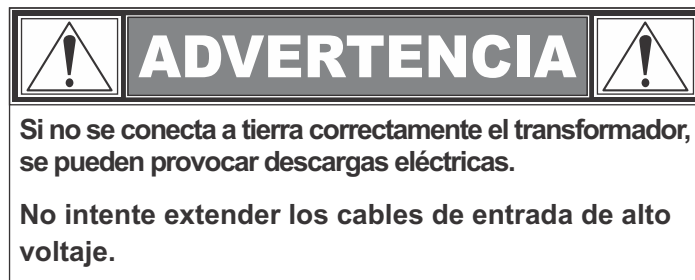 ADVERTENCIA
Si no se conecta a tierra correctamente el transformador,
se pueden provocar descargas eléctricas.
No intente extender los cables de entrada de alto
voltaje.